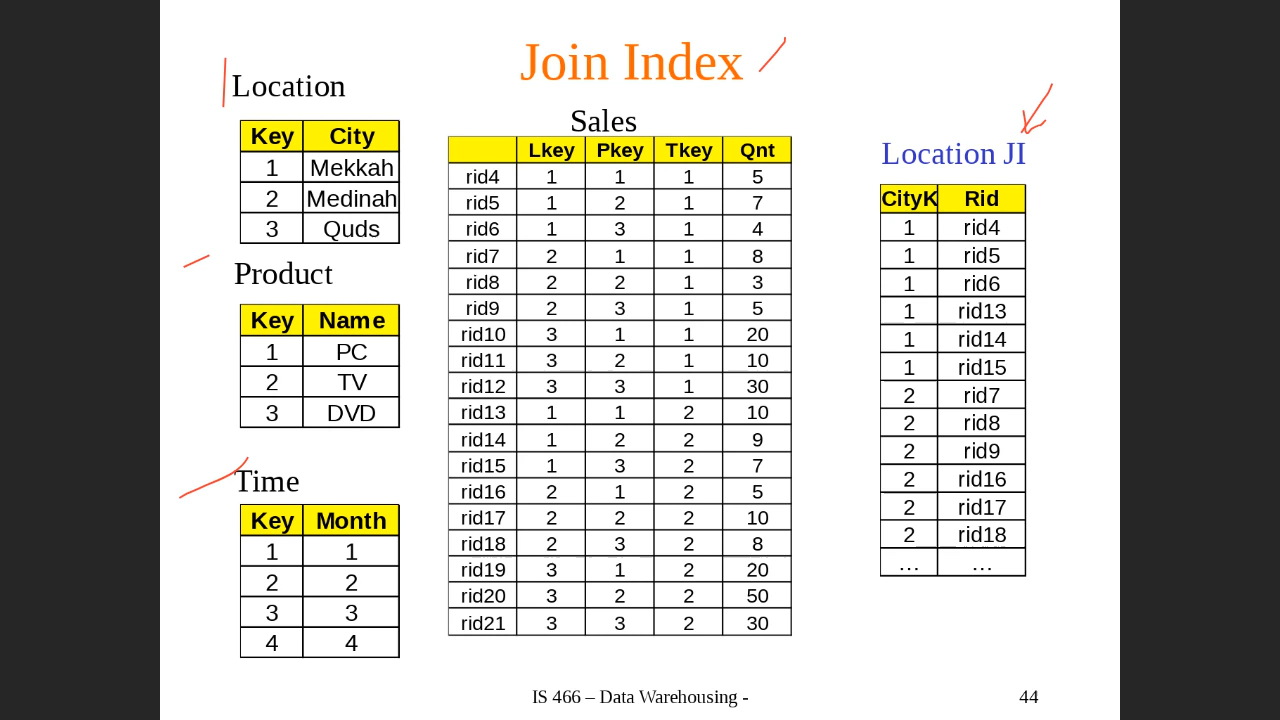 Join Index
Location
Key City
1 Mekkah
2 Medinah
3 Quds
Product
Key Name
1 PC
2 TV
3 DVD
Time
Key Month
1 1
2 2
3 3
4 4
Sales
Lkey Pkey Tkey Qnt
rid4 1 1 1 5
rid5 1 2 1 7
rid6 1 3 1 4
rid7 2 1 1 8
rid8 2 2 1 3
rid9 2 3 1 5
rid10 3 1 1 20
rid11 3 2 1 10
rid12 3 3 1 30
rid13 1 1 2 10
rid14 1 2 2 9
rid15 1 3 2 7
rid16 2 1 2 5
rid17 2 2 2 10
rid18 2 3 2 8
rid19 3 1 2 20
rid20 3 2 2 50
rid21 3 3 2 30
Location JI
CityK Rid
1 rid4
1 rid5
1 rid6
1 rid13
1 rid14
1 rid15
2 rid7
2 rid8
2 rid9
2 rid16
2 rid17
2 rid18
… …
IS 466 – Data Warehousing -
44